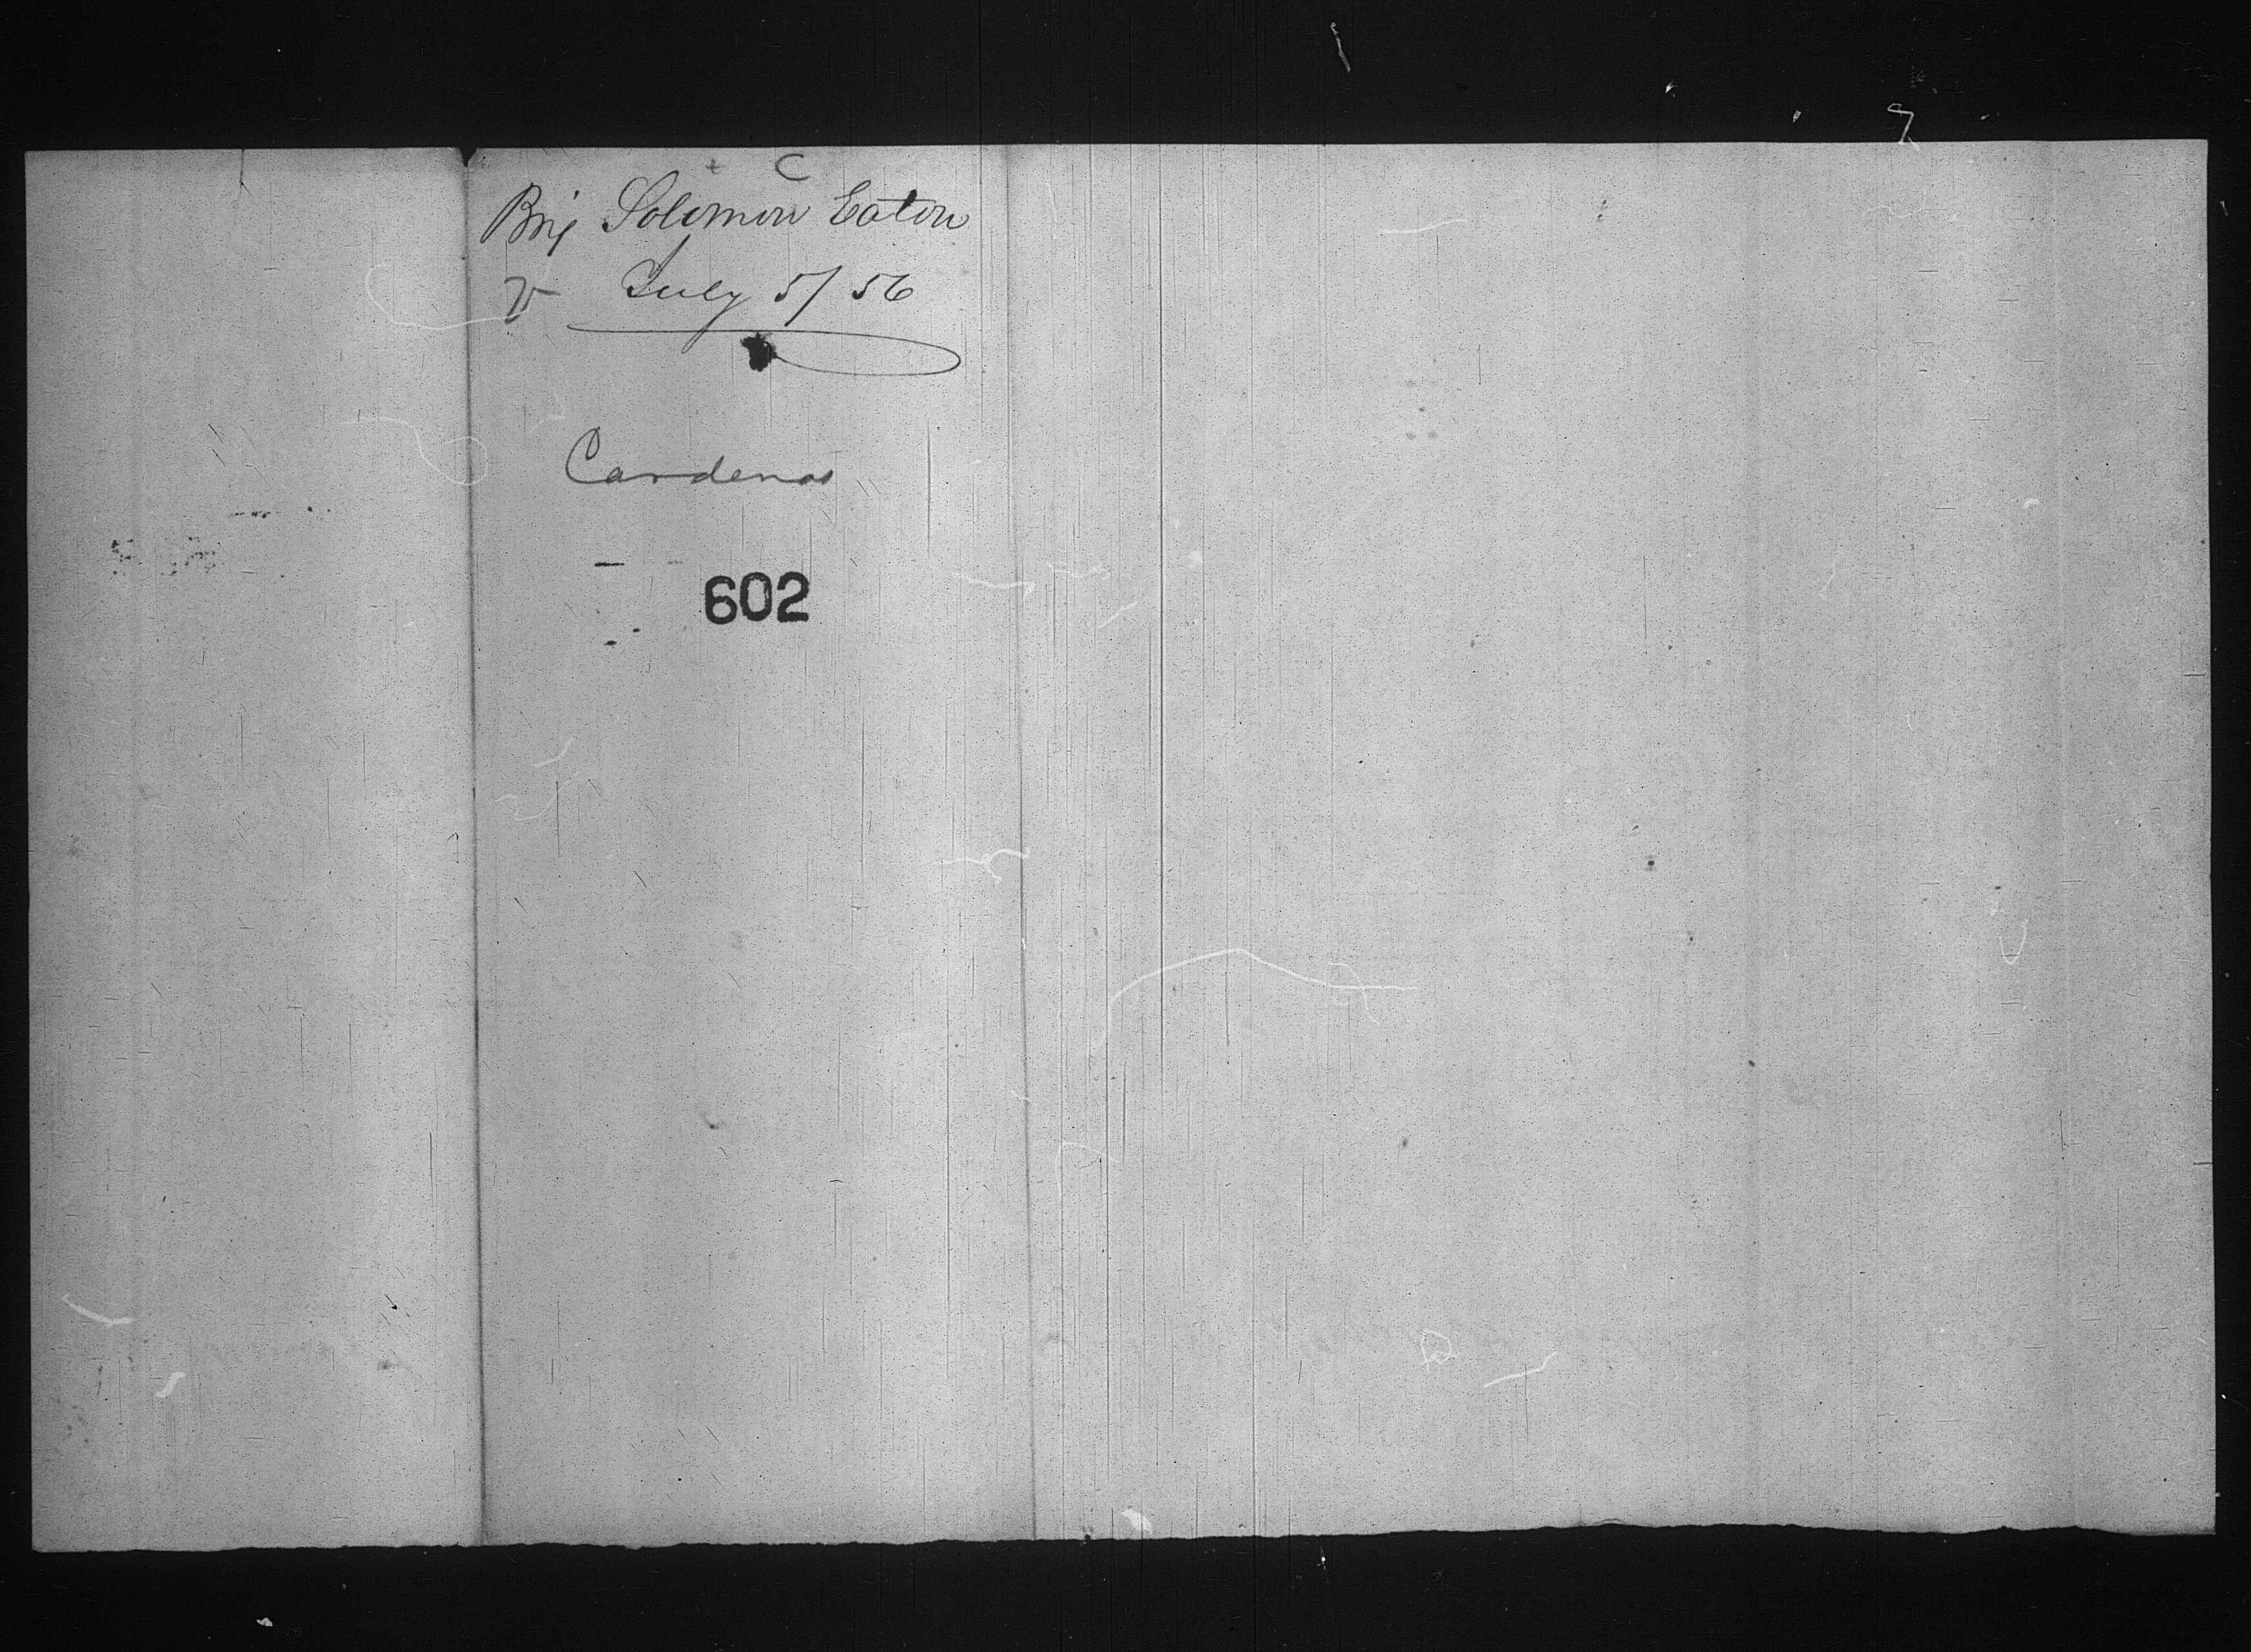 C
Brig Solomon Eaton
July 5/56
Cardenas
602